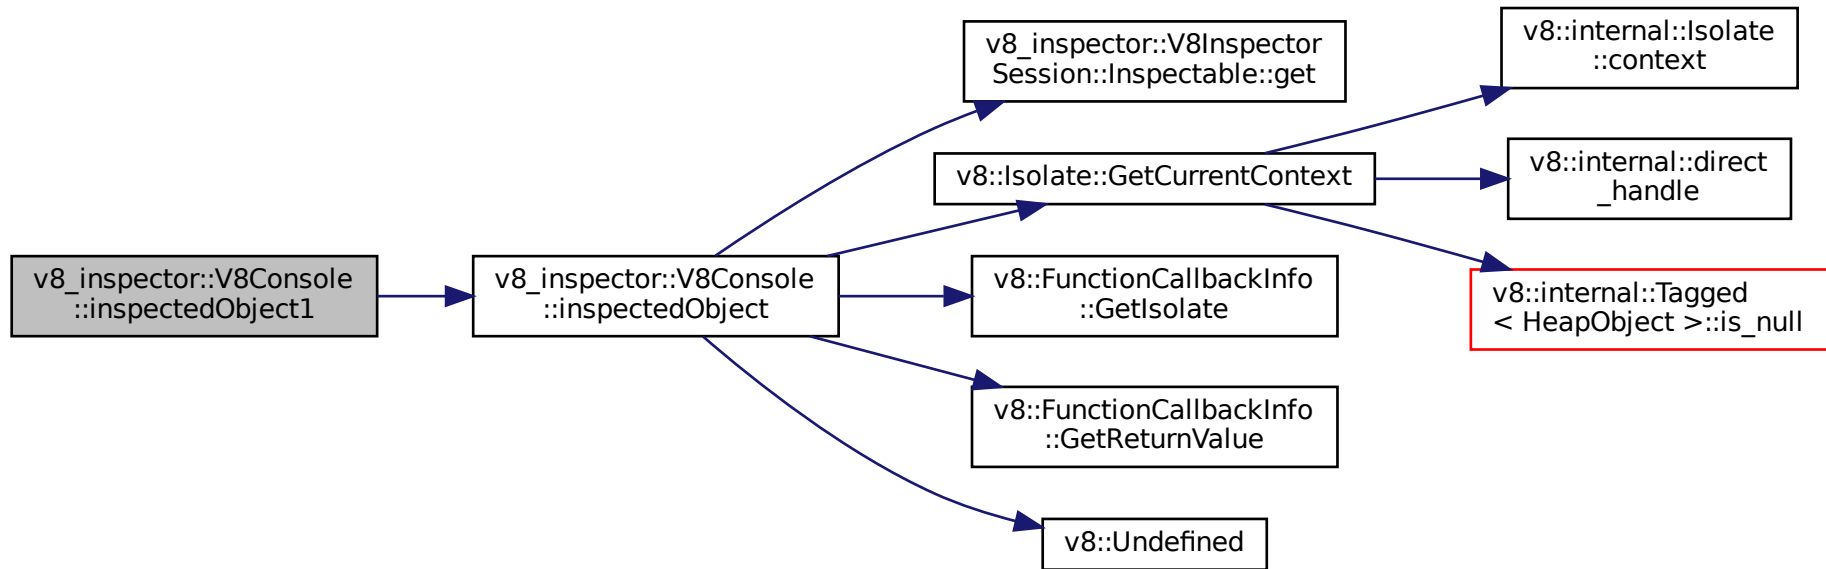 v8_inspector::V8Console
::inspectedObject1
v8_inspector::V8Console
::inspectedObject
v8_inspector::V8Inspector
Session::Inspectable::get
v8::Isolate::GetCurrentContext
v8::FunctionCallbackInfo
::GetIsolate
v8::FunctionCallbackInfo
::GetReturnValue
v8::Undefined
v8::internal::Isolate
::context
v8::internal::direct
_handle
v8::internal::Tagged
< HeapObject >::is_null